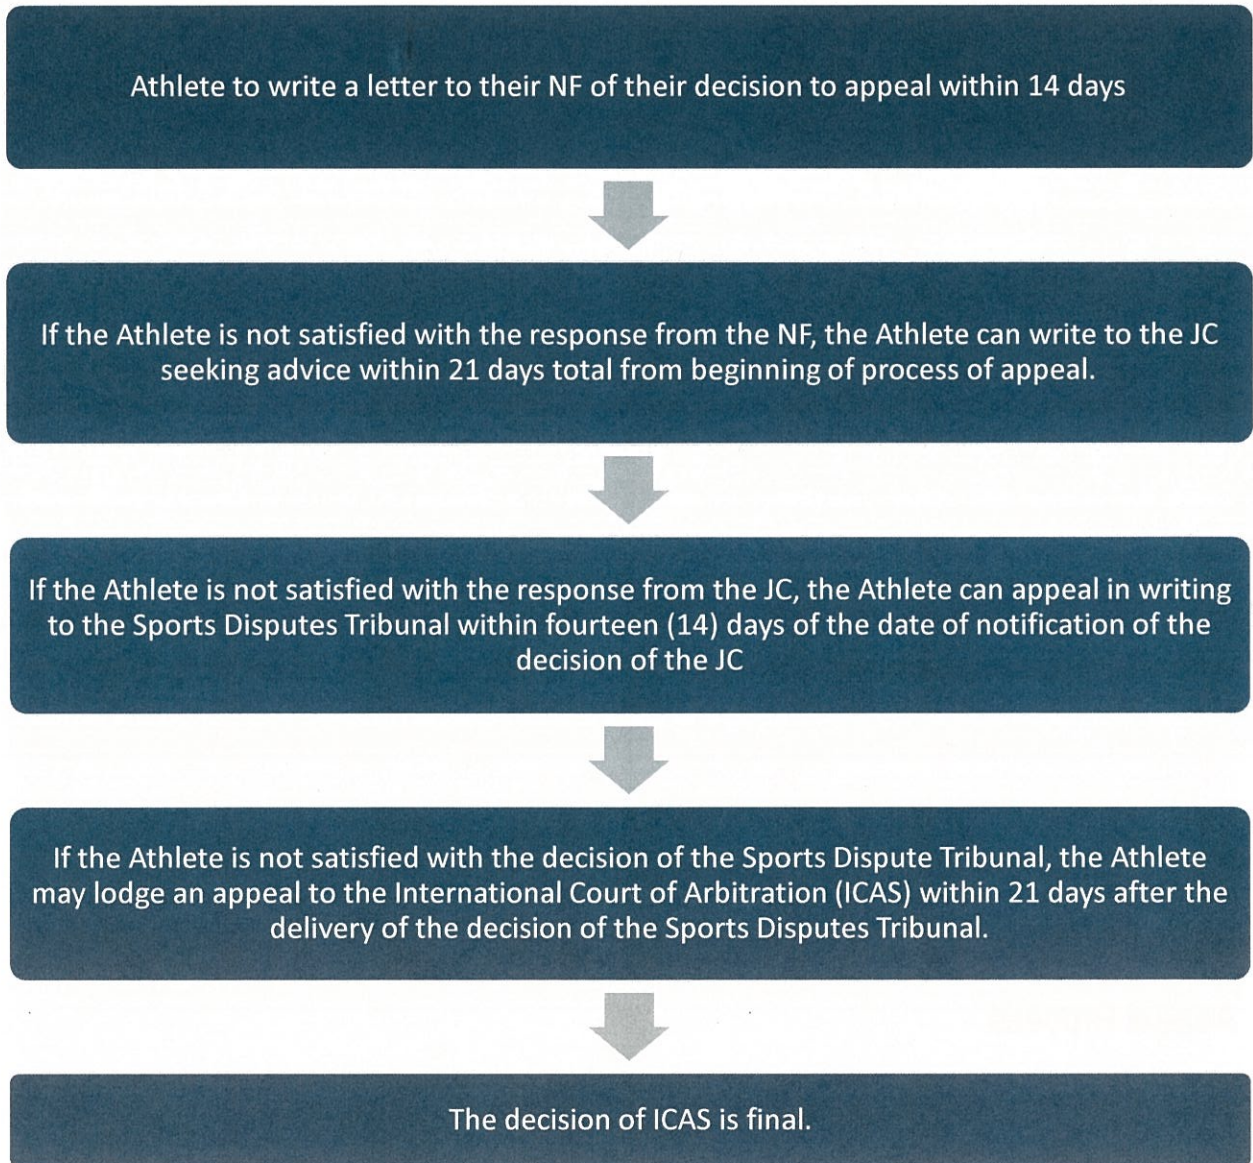 Athlete to write a letter to their NF of their decision to appeal within 14 days
If the Athlete is not satisfied with the response from the NF, the Athlete can write to the JC
seeking advice within 21 days total from beginning of process of appeal.
If the Athlete is not satisfied with the response from the JC, the Athlete can appeal in writing
to the Sports Disputes Tribunal within fourteen (14) days of the date of notification of the
decision of the JC
If the Athlete is not satisfied with the decision of the Sports Dispute Tribunal, the Athlete
may lodge an appeal to the International Court of Arbitration (ICAS) within 21 days after the
delivery of the decision of the Sports Disputes Tribunal.
The decision of ICAS is final.